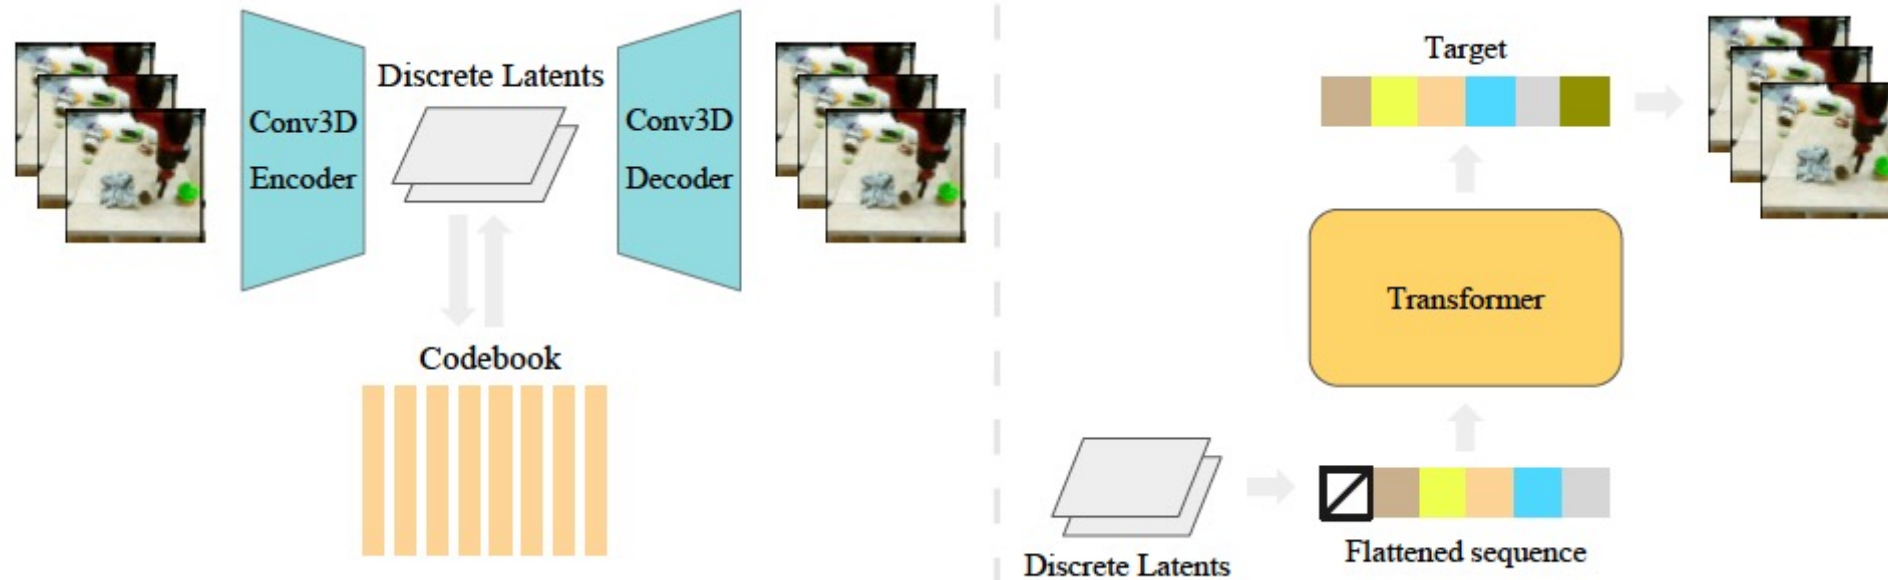 Conv3D
Encoder
Discrete Latents
Conv3D
Decoder
Codebook
Target
Transformer
Discrete Latents
Flattened sequence